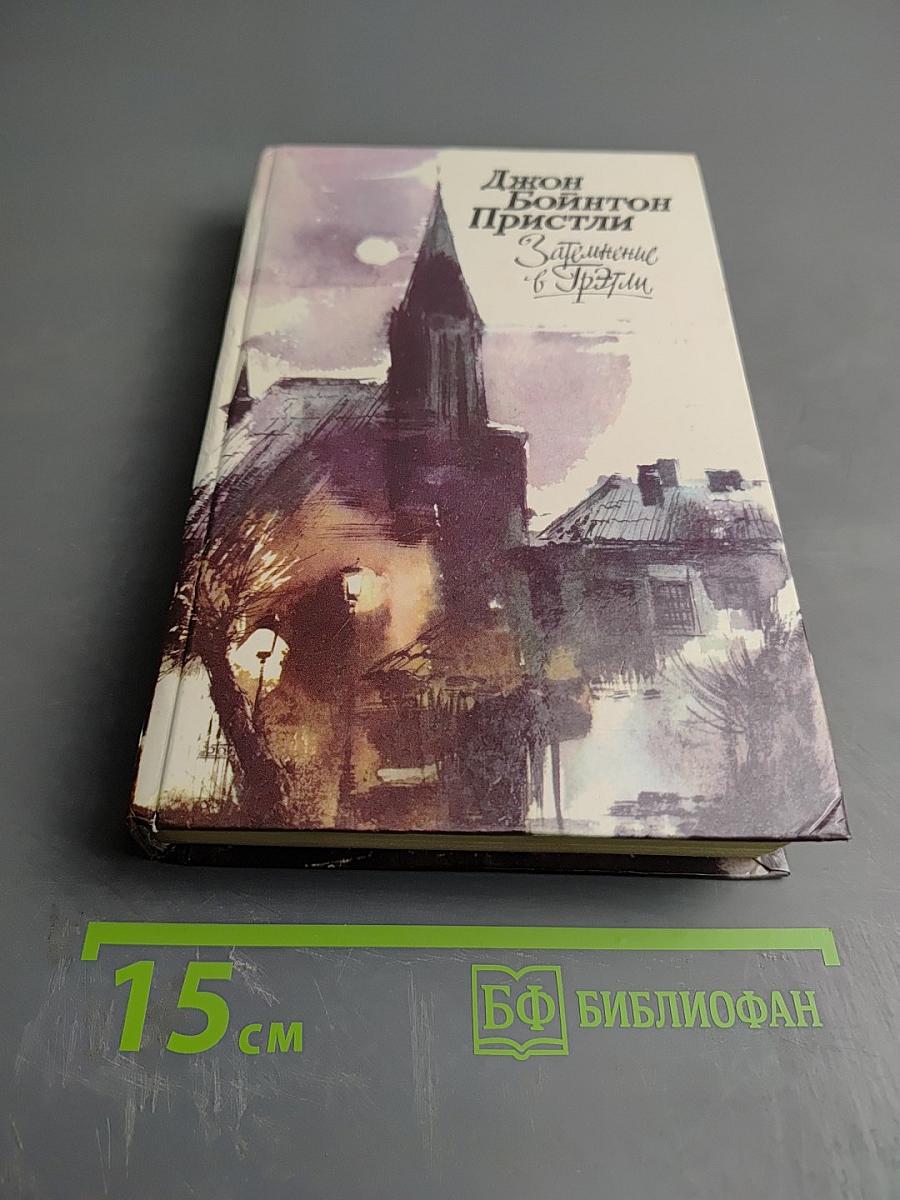 Джон
Бойнтон
Пристли
Затемнение
в Грэтли
15 см
БФ БИБЛИОФАН